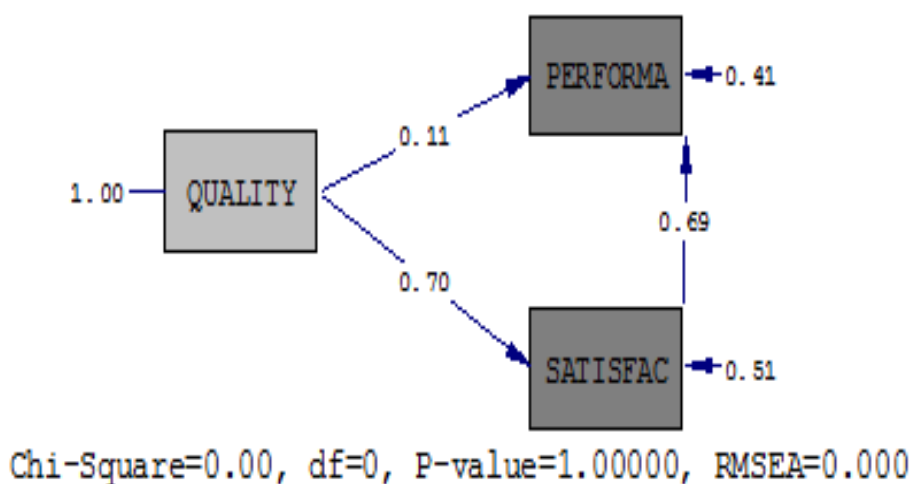 PERFORMA
0.41
0.11
1.00
QUALITY
0.69
0.70
SATISFAC
0.51
Chi-Square=0.00, df=0, P-value=1.00000, RMSEA=0.000